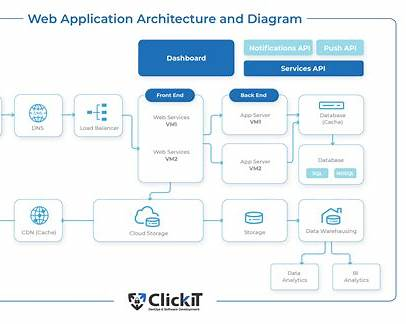 Web Application Architecture and Diagram
Dashboard
Notifications API
Push API
Services API
Front End
Back End
DNS
Load Balancer
Web Services
VM1
Web Services
VM2
App Server
VM1
App Server
VM2
Database
(Cache)
Database
SQL
NoSQL
CDN (Cache)
Cloud Storage
Storage
Data Warehousing
Data
Analytics
BI
Analytics
ClickIT
DevOps & Software Development